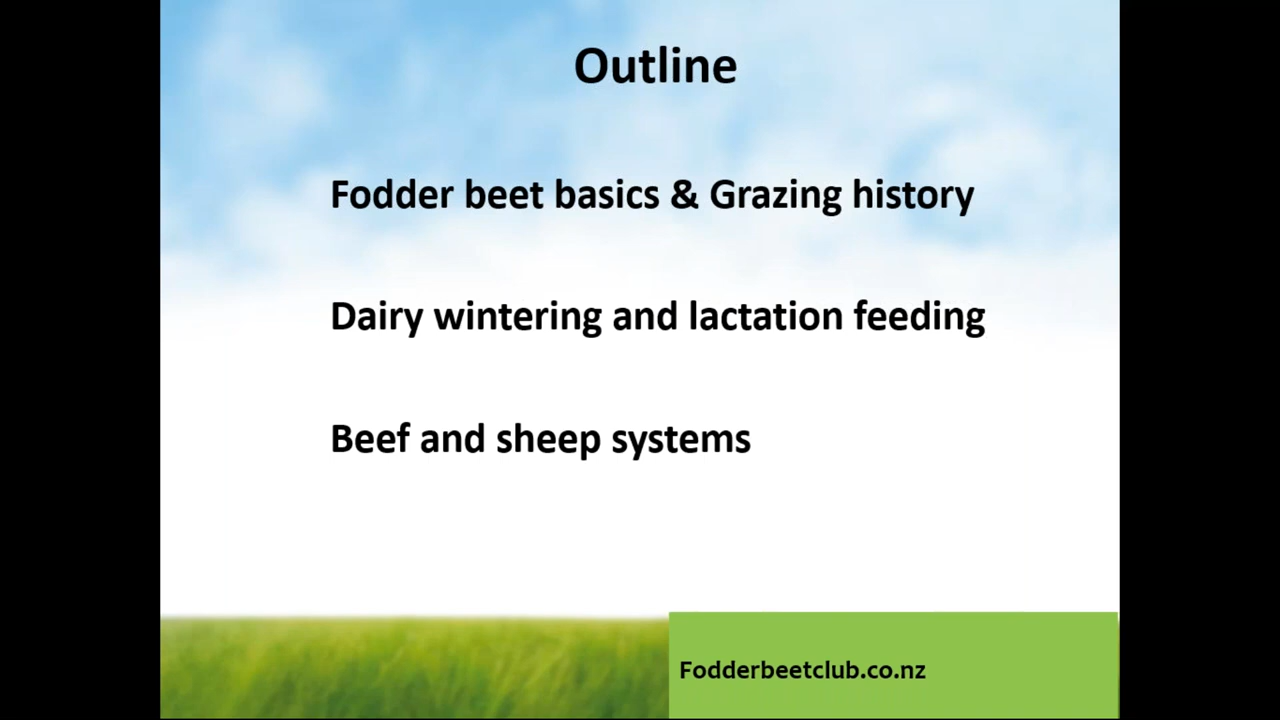 Outline
Fodder beet basics & Grazing history
Dairy wintering and lactation feeding
Beef and sheep systems
Fodderbeetclub.co.nz